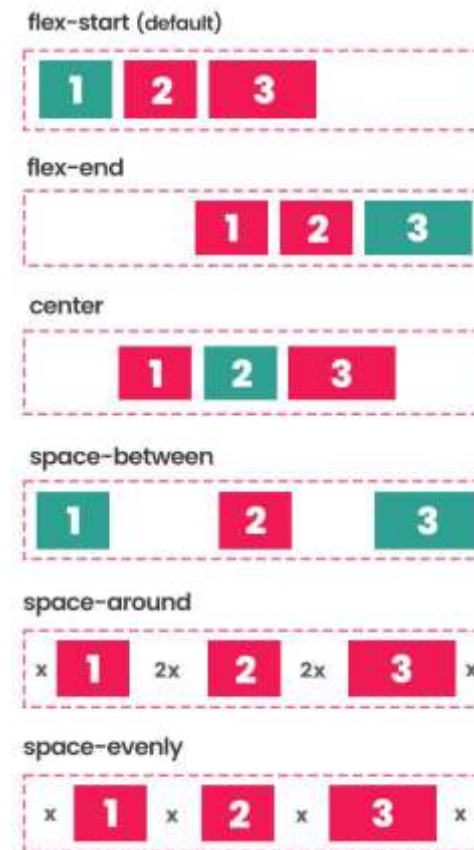 flex-start (default)
1 2 3
flex-end
1 2 3
center
1 2 3
space-between
1 2 3
space-around
x 1 2x 2 2x 3 x
space-evenly
x 1 x 2 x 3 x